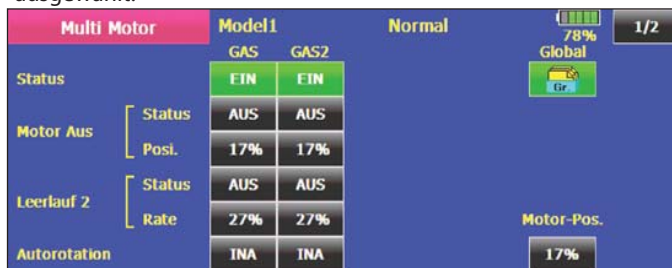 Multi Motor Model1 Normal 78% 1/2
GAS GAS2 Global
Status EIN EIN Gr.
Motor Aus Status AUS AUS
Posi. 17% 17%
Leerlauf 2 Status AUS AUS
Rate 27% 27% Motor-Pos.
Autorotation INA INA 17%